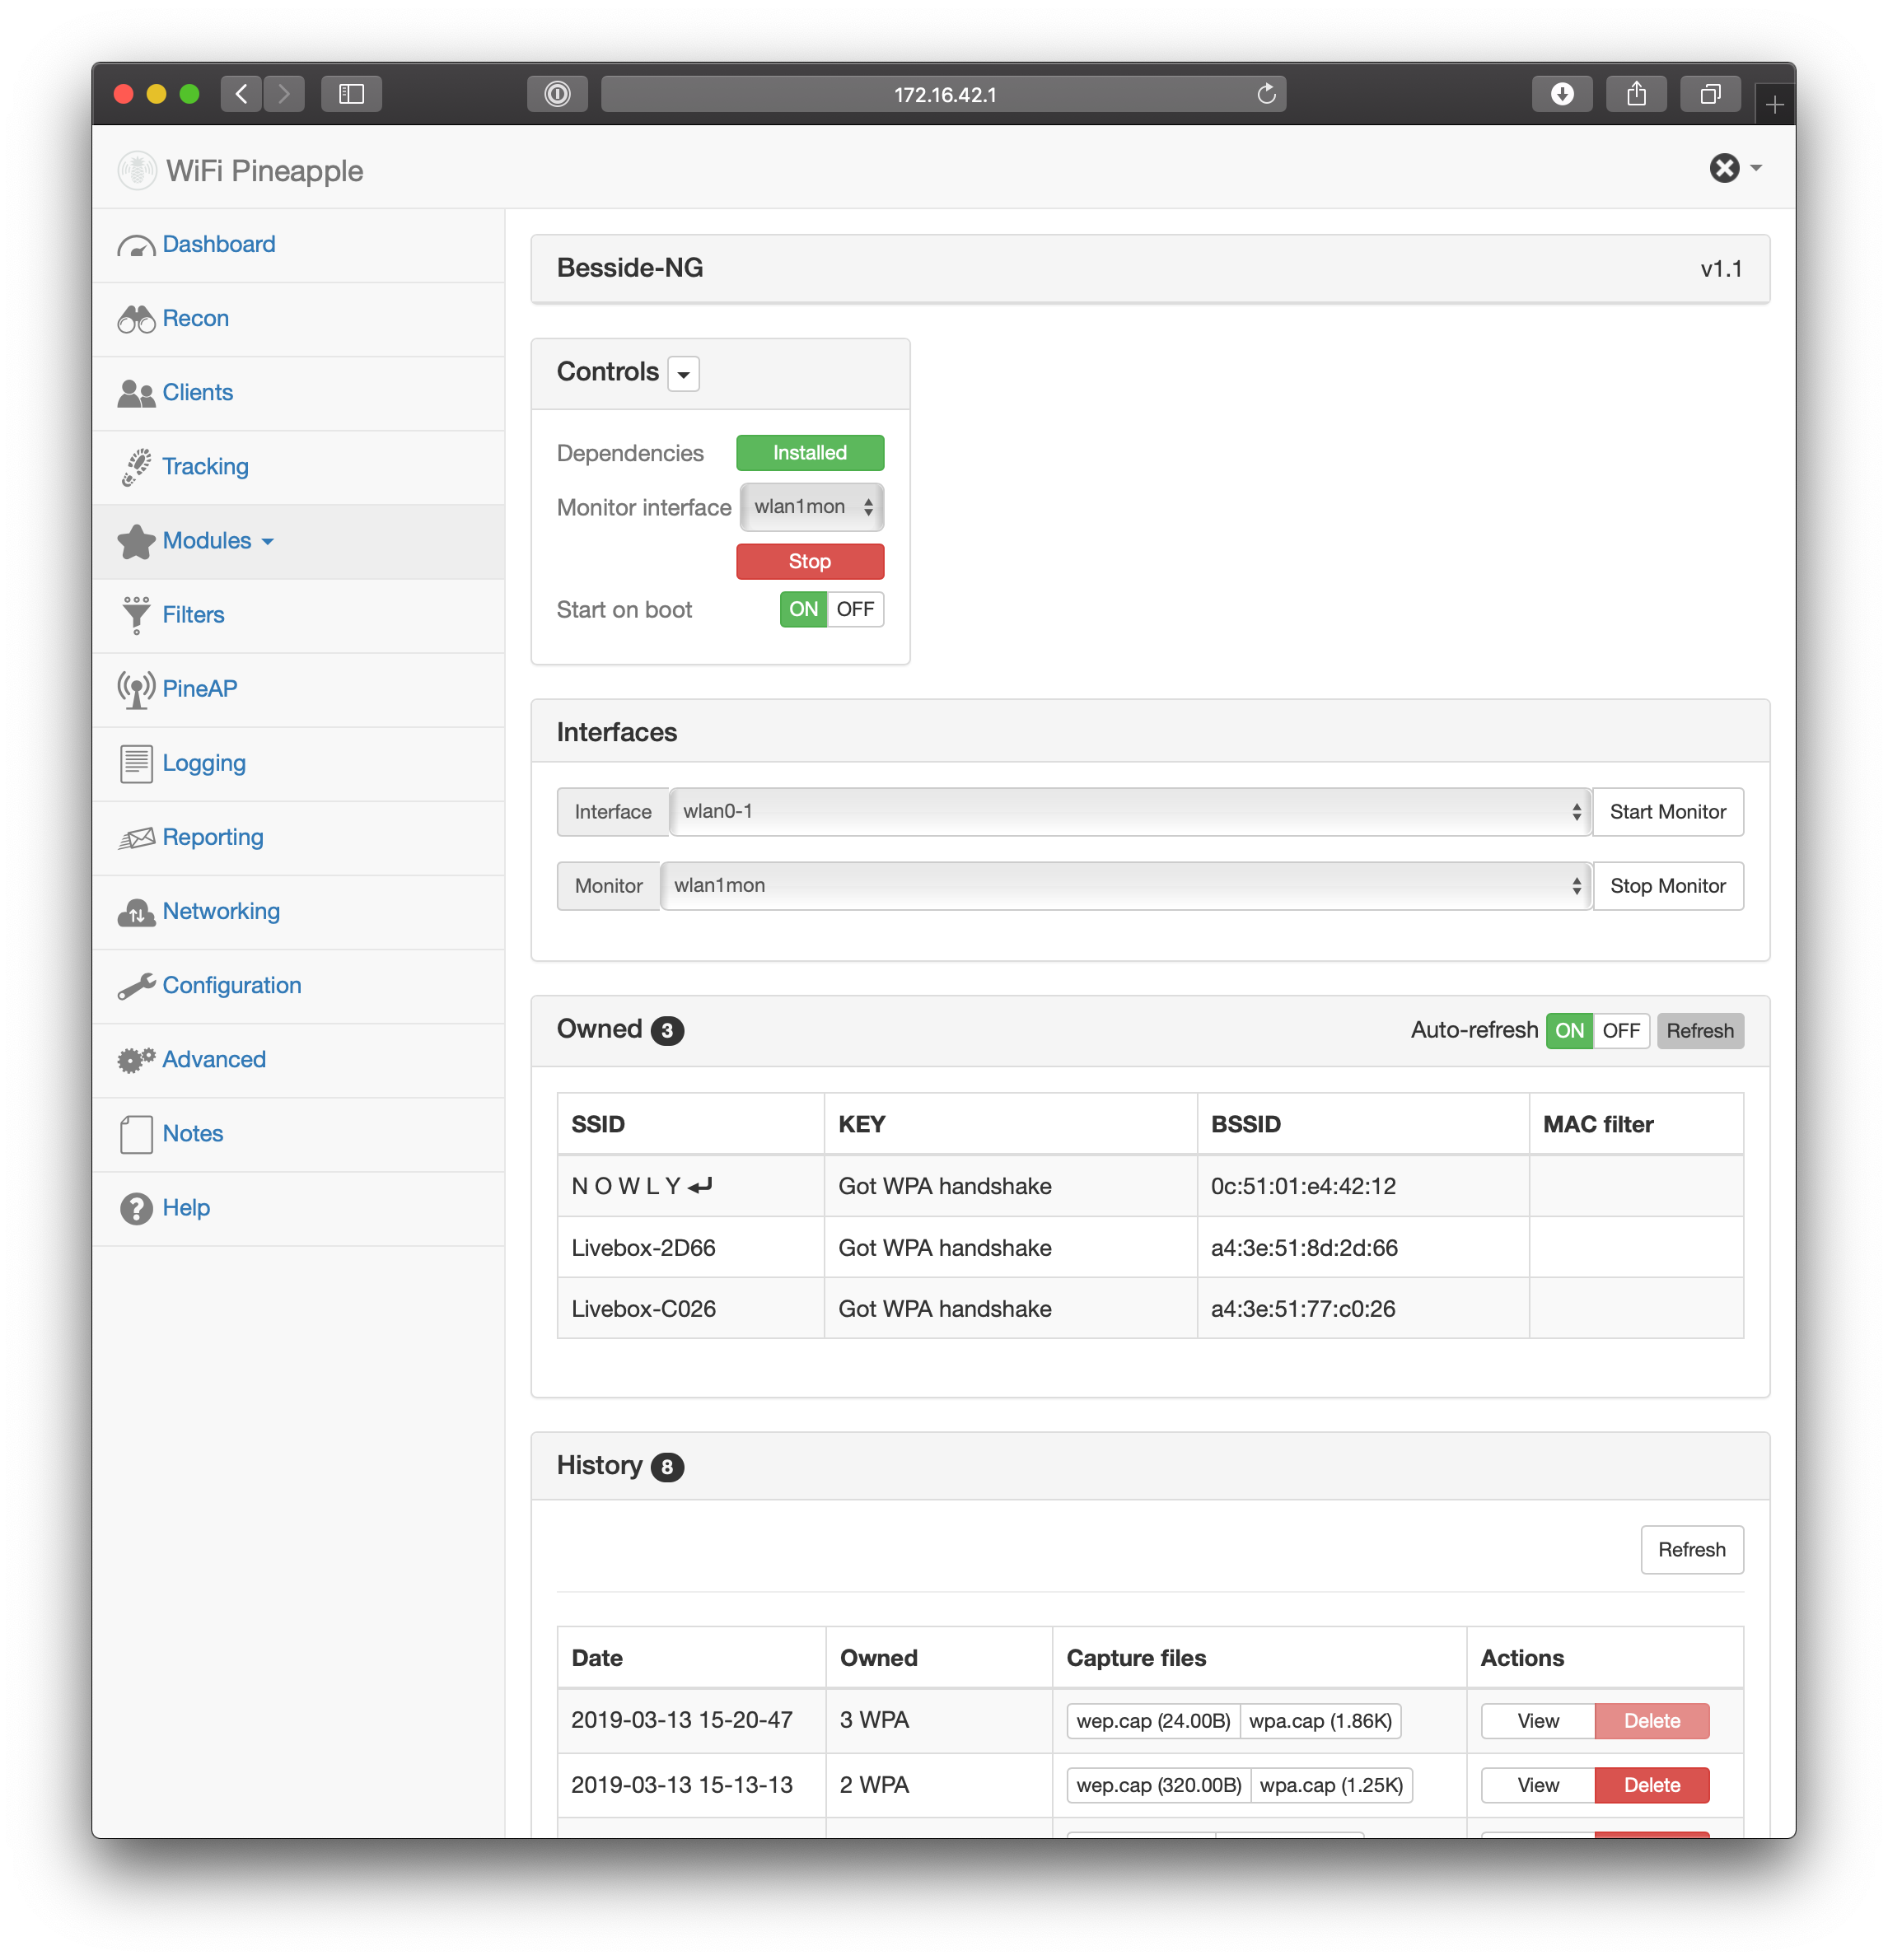 172.16.42.1
WiFi Pineapple
Dashboard
Recon
Clients
Tracking
Modules
Filters
PineAP
Logging
Reporting
Networking
Configuration
Advanced
Notes
Help
Besside-NG v1.1
Controls
Dependencies Installed
Monitor interface wlan1mon
Stop
Start on boot ON OFF
Interfaces
Interface wlan0-1 Start Monitor
Monitor wlan1mon Stop Monitor
Owned 3 Auto-refresh ON OFF Refresh
SSID KEY BSSID MAC filter
N O W L Y ↵ Got WPA handshake 0c:51:01:e4:42:12
Livebox-2D66 Got WPA handshake a4:3e:51:8d:2d:66
Livebox-C026 Got WPA handshake a4:3e:51:77:c0:26
History 8
Refresh
Date Owned Capture files Actions
2019-03-13 15-20-47 3 WPA wep.cap (24.00B) wpa.cap (1.86K) View Delete
2019-03-13 15-13-13 2 WPA wep.cap (320.00B) wpa.cap (1.25K) View Delete